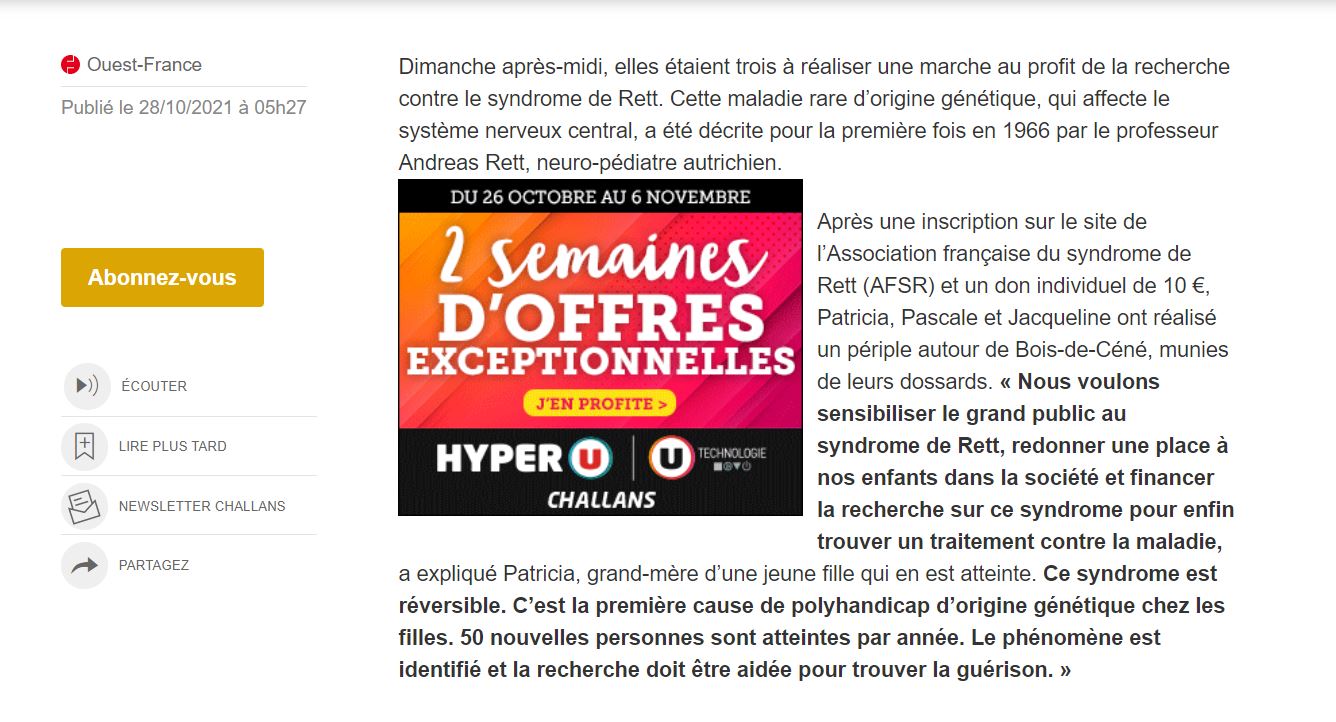 Ouest-France
Publié le 28/10/2021 à 05h27
Abonnez-vous
ÉCOUTER
LIRE PLUS TARD
NEWSLETTER CHALLANS
PARTAGEZ
Dimanche après-midi, elles étaient trois à réaliser une marche au profit de la recherche
contre le syndrome de Rett. Cette maladie rare d’origine génétique, qui affecte le
système nerveux central, a été décrite pour la première fois en 1966 par le professeur
Andreas Rett, neuro-pédiatre autrichien.
DU 26 OCTOBRE AU 6 NOVEMBRE
2 semaines
D'OFFRES
EXCEPTIONNELLES
J'EN PROFITE >
HYPER U
U TECHNOLOGIE
CHALLANS
Après une inscription sur le site de
l’Association française du syndrome de
Rett (AFSR) et un don individuel de 10 €,
Patricia, Pascale et Jacqueline ont réalisé
un périple autour de Bois-de-Céné, munies
de leurs dossards. « Nous voulons
sensibiliser le grand public au
syndrome de Rett, redonner une place à
nos enfants dans la société et financer
la recherche sur ce syndrome pour enfin
trouver un traitement contre la maladie,
a expliqué Patricia, grand-mère d’une jeune fille qui en est atteinte. Ce syndrome est
réversible. C’est la première cause de polyhandicap d’origine génétique chez les
filles. 50 nouvelles personnes sont atteintes par année. Le phénomène est
identifié et la recherche doit être aidée pour trouver la guérison. »